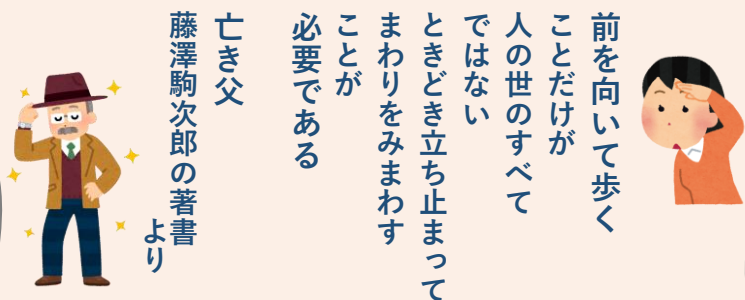 前を向いて歩く
ことだけが
人の世のすべて
ではない
ときどき立ち止まって
まわりをみまわす
ことが
必要である
亡き父
藤澤駒次郎の著書
より